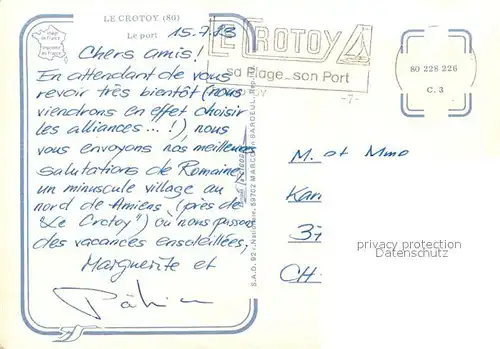 LE CROTOY (80)
Le port
15.7.83
LE CROTOY
sa Plage_son Port
80 228 226
C. 3
Chers amis!
En attendant de vous
revoir très bientôt (nous
viendrons en effet choisir
les alliances ...!), nous
vous envoyons nos meilleures
salutations de Romaine,
un minuscule village au
nord de Amiens (près de
"Le Crotoy") où nous passons
des vacances ensoleillées,
Marguerite et
M. et Mme
Kar
CH
privacy protection
Datenschutz